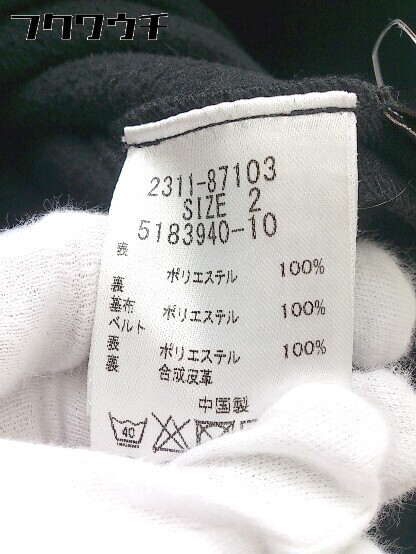 フクワウチ
2311-87103
SIZE 2
5183940-10
表 ポリエステル 100%
裏
基布 ポリエステル 100%
ベルト
表 ポリエステル 100%
裏 合成皮革
中国製
40